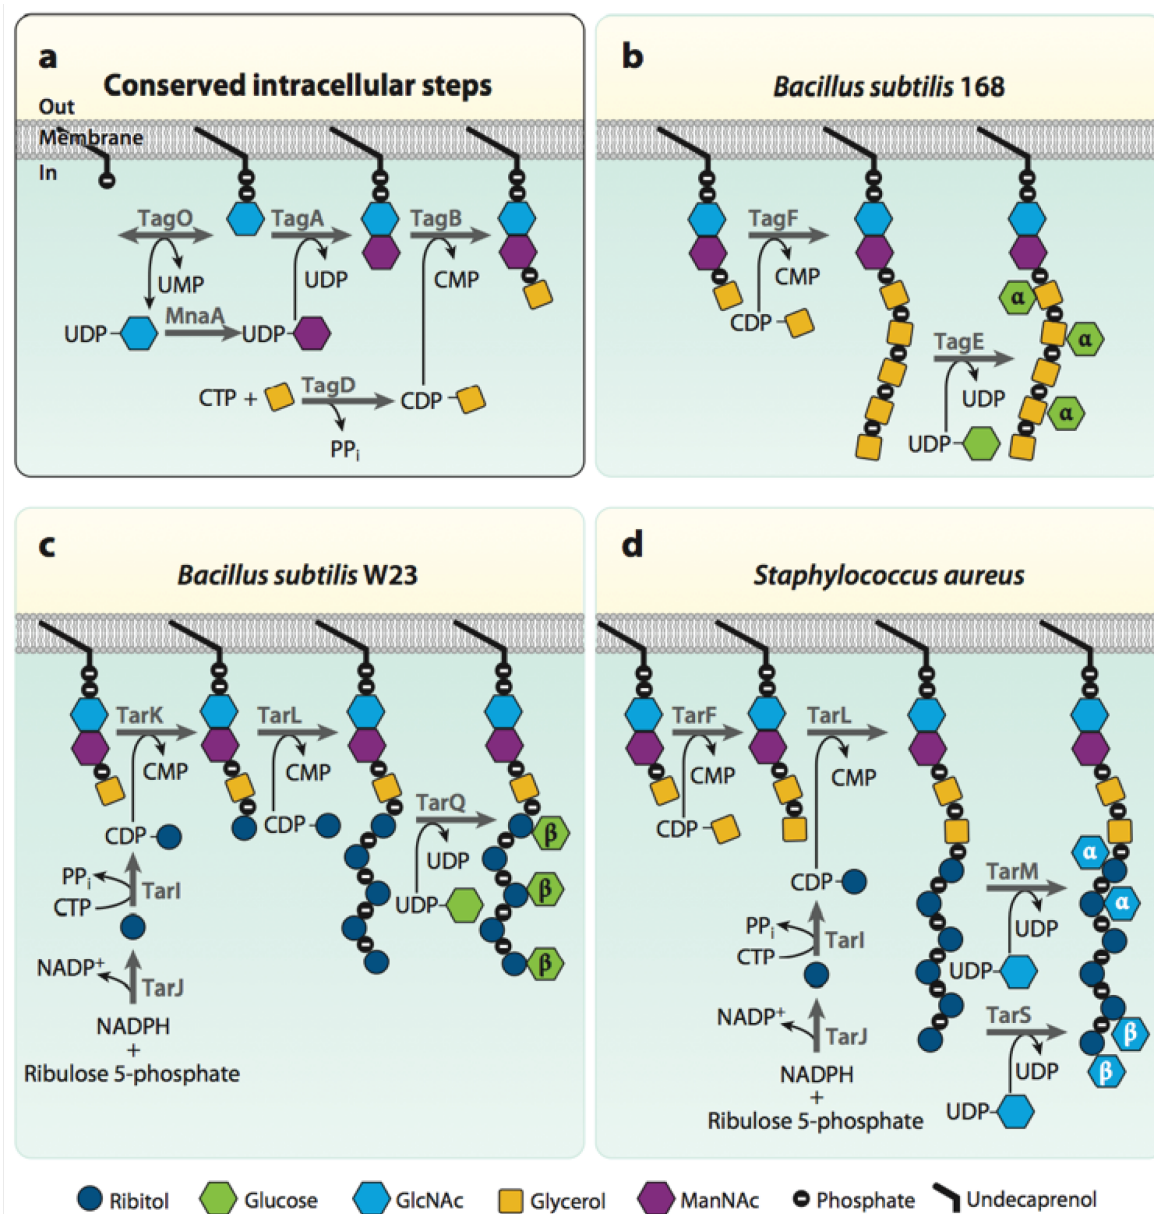 a
Conserved intracellular steps
Out
Membrane
In
TagO
TagA
TagB
UMP
UDP
CMP
UDP
MnaA
UDP
CTP +
TagD
CDP
PPi
b
Bacillus subtilis 168
TagF
CMP
CDP
α
α
TagE
UDP
α
UDP
c
Bacillus subtilis W23
TarK
TarL
CMP
CMP
TarQ
CDP
CDP
β
UDP
PPi
CTP
TarI
UDP
β
β
NADP+
TarJ
NADPH
+
Ribulose 5-phosphate
d
Staphylococcus aureus
TarF
TarL
CMP
CMP
CDP
α
TarM
CDP
α
PPi
CTP
TarI
UDP
UDP
NADP+
TarJ
TarS
β
UDP
β
NADPH
+
UDP
Ribulose 5-phosphate
Ribitol
Glucose
GlcNAc
Glycerol
ManNAc
Phosphate
Undecaprenol